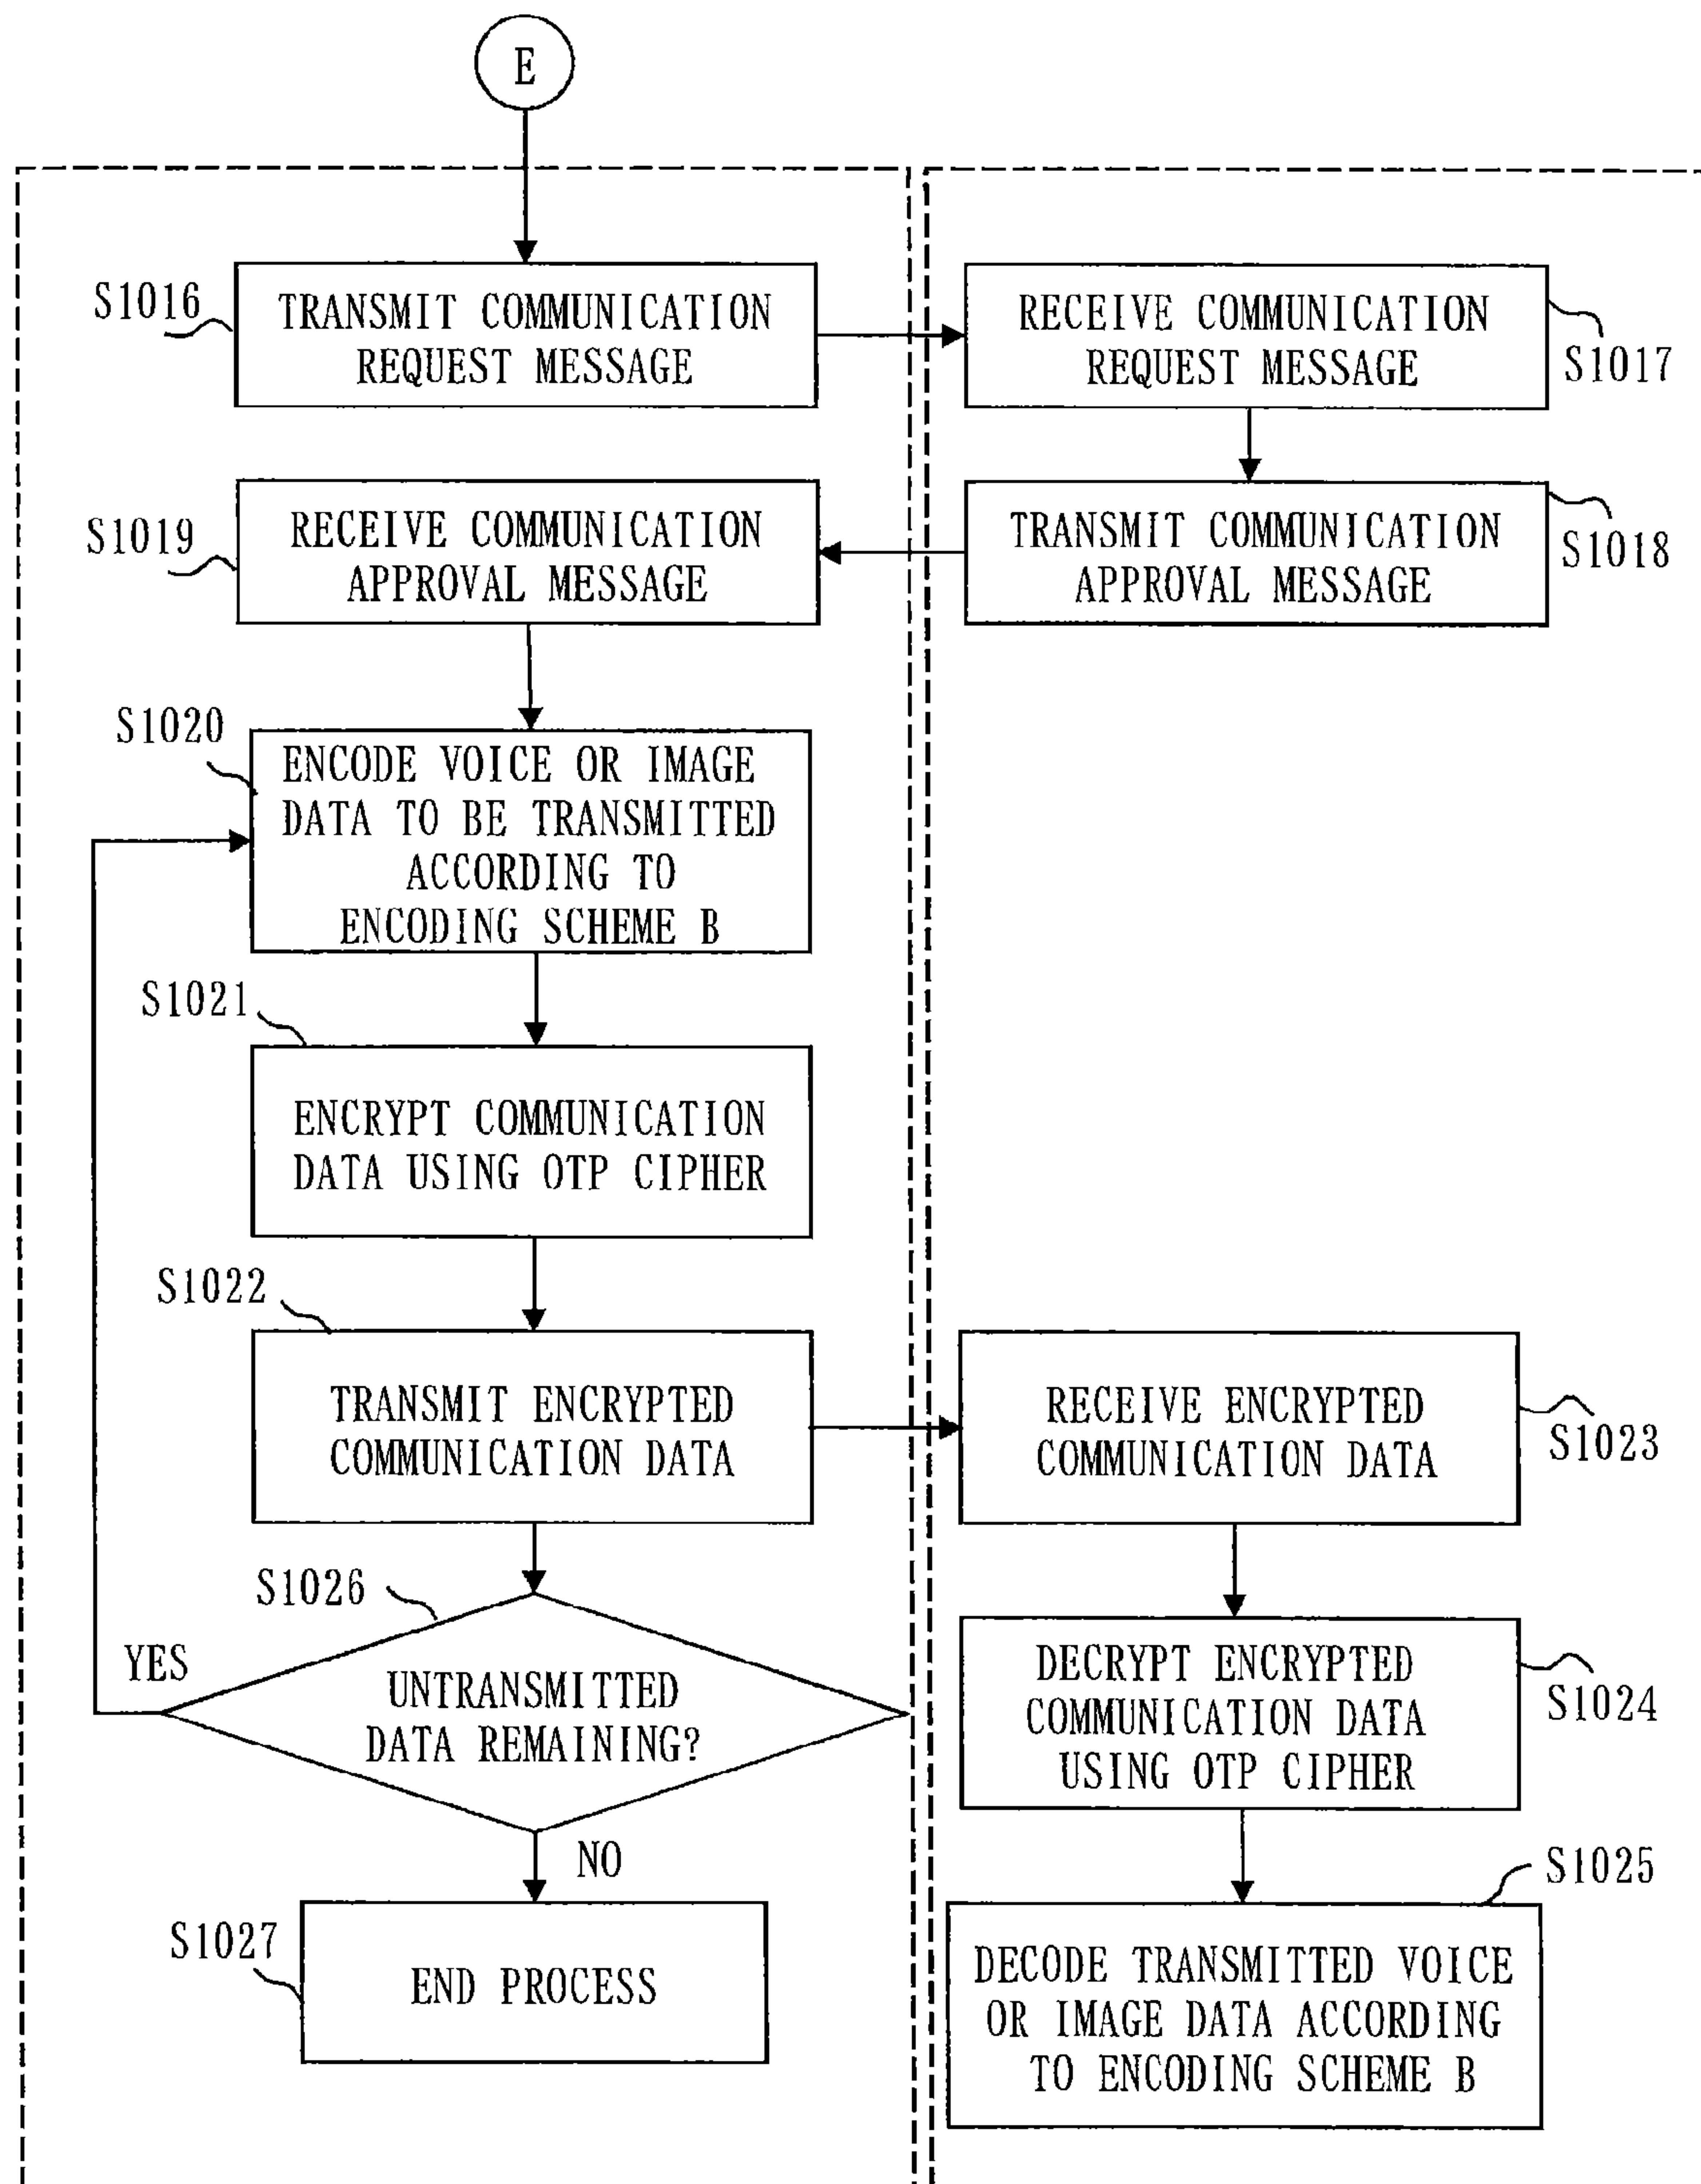 E
S1016
TRANSMIT COMMUNICATION
REQUEST MESSAGE
RECEIVE COMMUNICATION
REQUEST MESSAGE
S1017
S1019
RECEIVE COMMUNICATION
APPROVAL MESSAGE
TRANSMIT COMMUNICATION
APPROVAL MESSAGE
S1018
S1020
ENCODE VOICE OR IMAGE
DATA TO BE TRANSMITTED
ACCORDING TO
ENCODING SCHEME B
S1021
ENCRYPT COMMUNICATION
DATA USING OTP CIPHER
S1022
TRANSMIT ENCRYPTED
COMMUNICATION DATA
RECEIVE ENCRYPTED
COMMUNICATION DATA
S1023
S1026
YES
UNTRANSMITTED
DATA REMAINING?
NO
DECRYPT ENCRYPTED
COMMUNICATION DATA
USING OTP CIPHER
S1024
S1027
END PROCESS
S1025
DECODE TRANSMITTED VOICE
OR IMAGE DATA ACCORDING
TO ENCODING SCHEME B